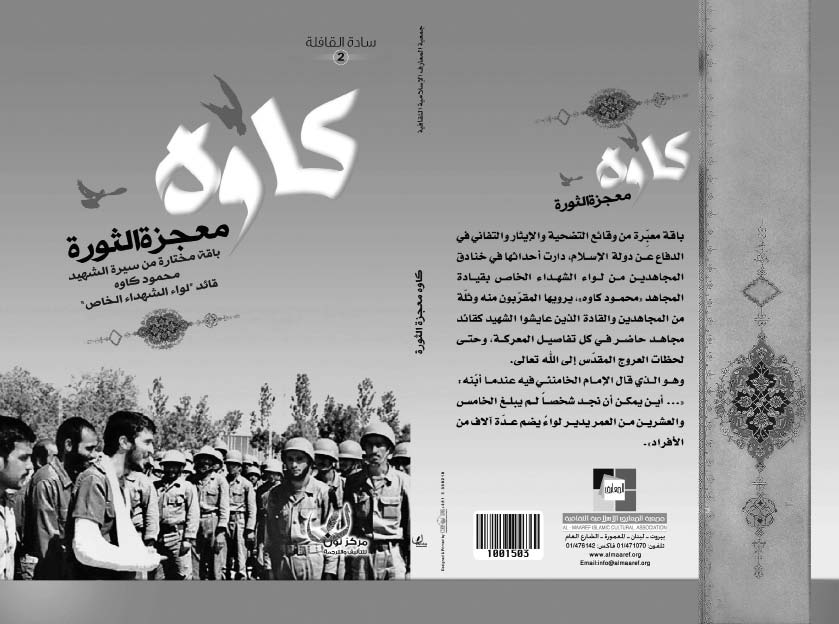 سادة القافلة
2
كاوه
معجزة الثورة
باقة مختارة من سيرة الشهيد
محمود كاوه
قائد "لواء الشهداء الخاص"
مركز نون
للتأليف والترجمة
جمعية المعارف الإسلامية الثقافية
كاوه معجزة الثورة
كاوه
معجزة الثورة
باقة معبّرة من وقائع التضحية والإيثار والتفاني في
الدفاع عن دولة الإسلام، دارت أحداثها في خنادق
المجاهدين من لواء الشهداء الخاص بقيادة
المجاهد «محمود كاوه»، يرويها المقرّبون منه وثلّة
من المجاهدين والقادة الذين عايشوا الشهيد كقائد
مجاهد حاضر في كل تفاصيل المعركة، وحتى
لحظات العروج المقدّس إلى الله تعالى.
وهو الذي قال الإمام الخامنئي فيه عندما أبّنه:
«... أين يمكن أن نجد شخصاً لم يبلغ الخامس
والعشرين من العمر يدير لواءً يضم عدّة آلاف من
الأفراد».
المعارف
جمعية المعارف الإسلامية الثقافية
AL - MAAREF ISLAMIC CULTURAL ASSOCIATION
بيروت - لبنان - المعمورة - الشارع العام
تلفون: 01/471070 فاكس: 01/476142
www.almaaref.org
Email:info@almaaref.org
1001503